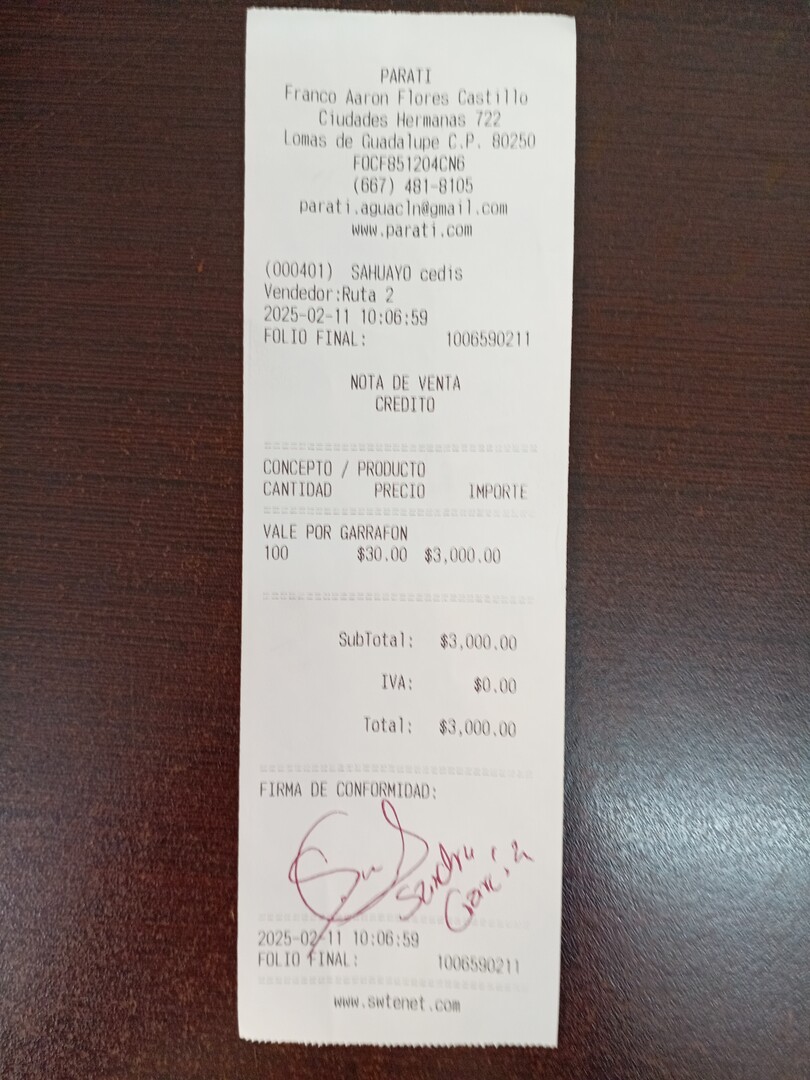 PARATI
Franco Aaron Flores Castillo
Ciudades Hermanas 722
Lomas de Guadalupe C.P. 80250
FOCF851204CN6
(667) 481-8105
parati.aguacln@gmail.com
www.parati.com
(000401) SAHUAYO cedis
Vendedor:Ruta 2
2025-02-11 10:06:59
FOLIO FINAL: 1006590211
NOTA DE VENTA
CREDITO
CONCEPTO / PRODUCTO
CANTIDAD PRECIO IMPORTE
VALE POR GARRAFON
100 $30.00 $3,000.00
SubTotal: $3,000.00
IVA: $0.00
Total: $3,000.00
FIRMA DE CONFORMIDAD:
Sandra
Garcia
2025-02-11 10:06:59
FOLIO FINAL: 1006590211
www.swtenet.com